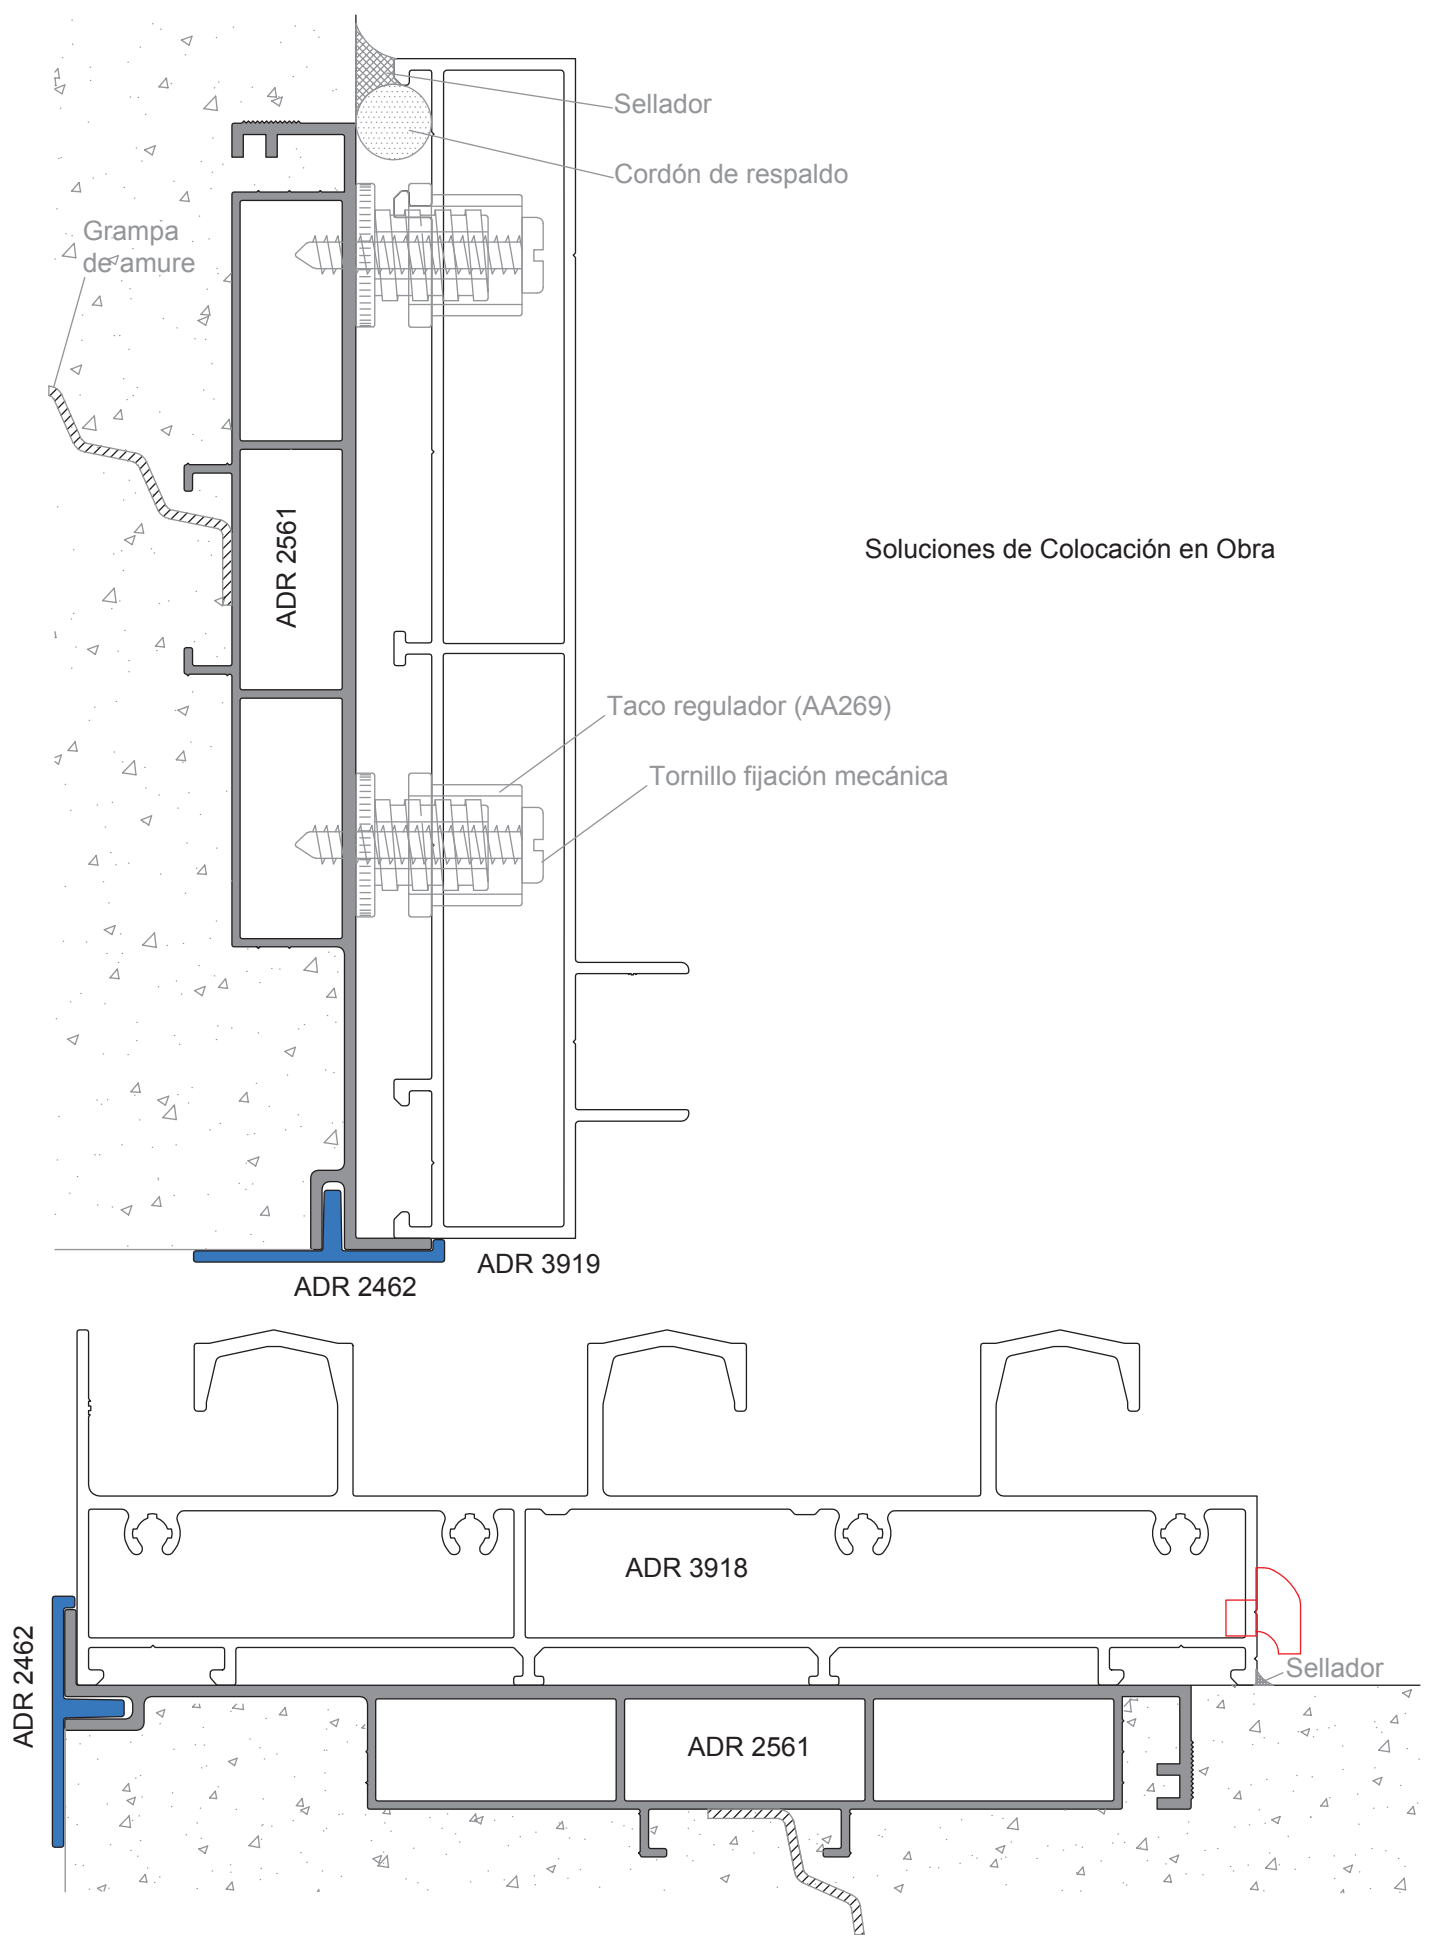 Sellador
Cordón de respaldo
Grampa
de amure
ADR 2561
Soluciones de Colocación en Obra
Taco regulador (AA269)
Tornillo fijación mecánica
ADR 3919
ADR 2462
ADR 3918
ADR 2462
Sellador
ADR 2561